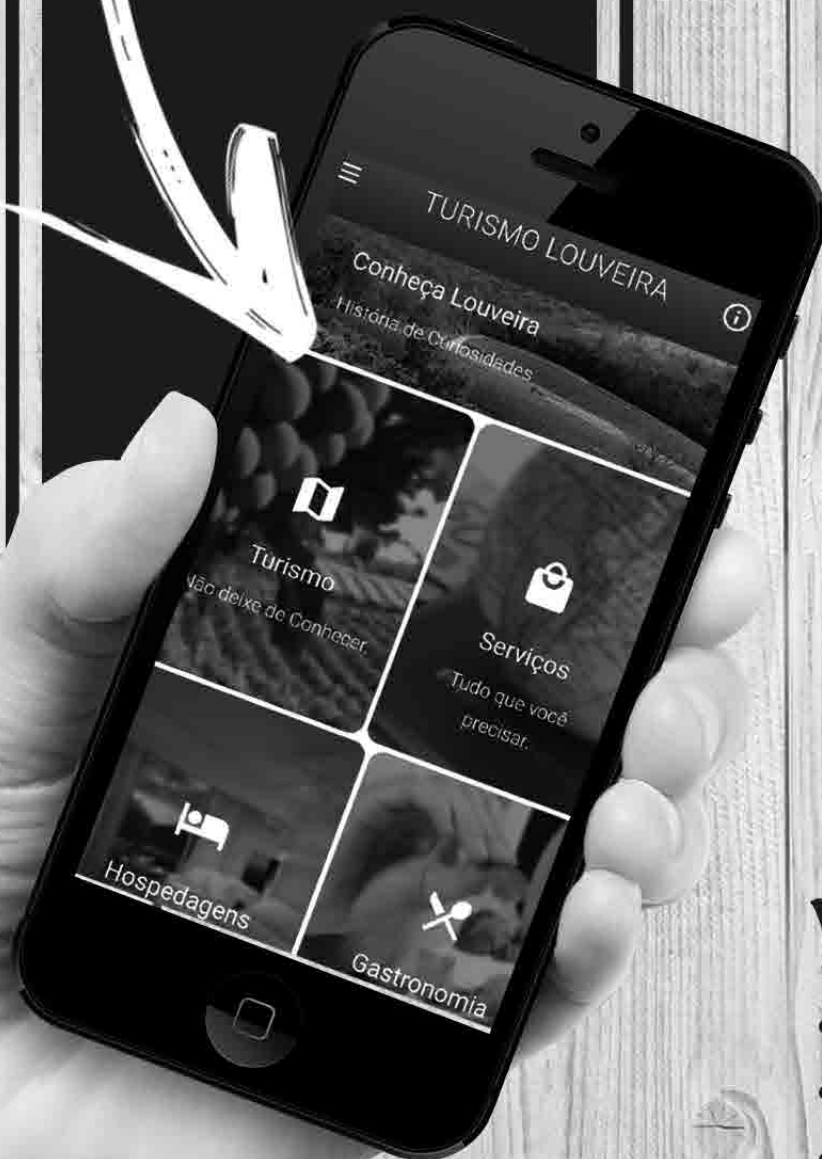 TURISMO LOUVEIRA
Conheça Louveira
História de Curiosidades
Turismo
Não deixe de Conhecer.
Serviços
Tudo que você
precisar.
Hospedagens
Gastronomia